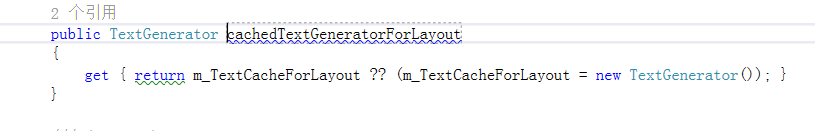 2 个引用
public TextGenerator cachedTextGeneratorForLayout
{
get { return m_TextCacheForLayout ?? (m_TextCacheForLayout = new TextGenerator()); }
}